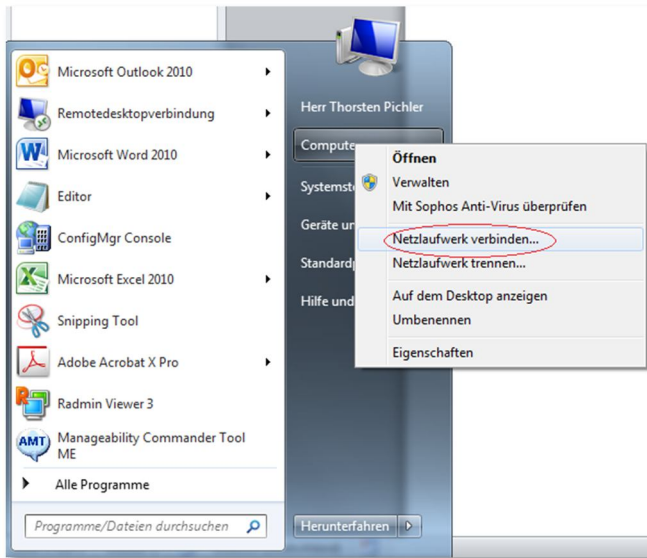 Microsoft Outlook 2010
Remotedesktopverbindung
Microsoft Word 2010
Editor
ConfigMgr Console
Microsoft Excel 2010
Snipping Tool
Adobe Acrobat X Pro
Radmin Viewer 3
AMT
Manageability Commander Tool
ME
Alle Programme
Programme/Dateien durchsuchen
Herr Thorsten Pichler
Compute
Systemste
Geräte un
Standard
Hilfe und
Herunterfahren
Öffnen
Verwalten
Mit Sophos Anti-Virus überprüfen
Netzlaufwerk verbinden...
Netzlaufwerk trennen...
Auf dem Desktop anzeigen
Umbenennen
Eigenschaften